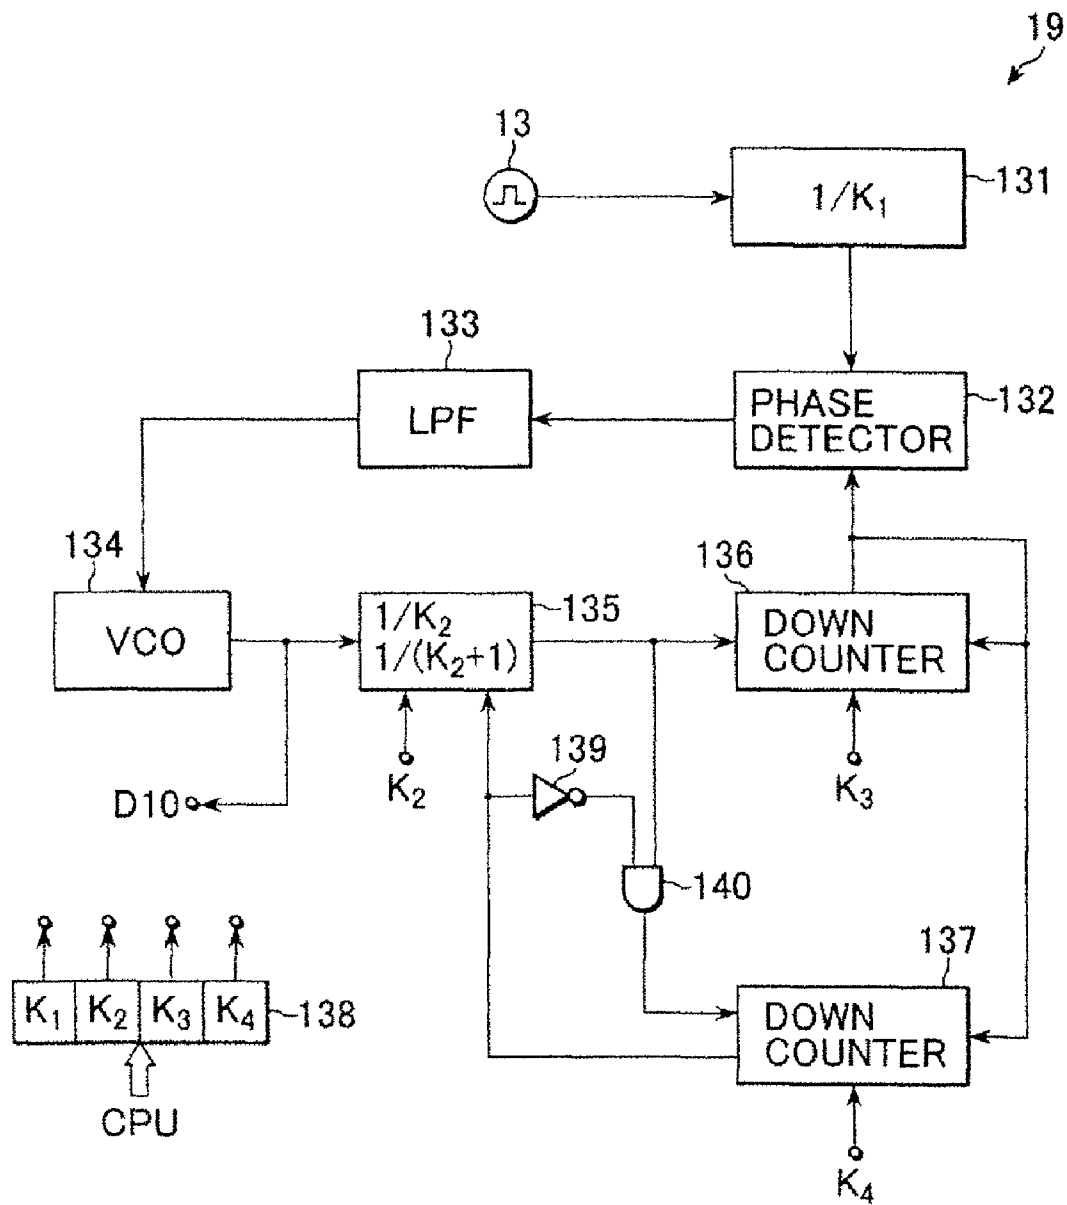 19
13
1/K₁
131
133
LPF
PHASE
DETECTOR
132
134
VCO
1/K₂
1/(K₂+1)
135
136
DOWN
COUNTER
139
K₂
K₃
D10
140
137
K₁ K₂ K₃ K₄
138
DOWN
COUNTER
CPU
K₄